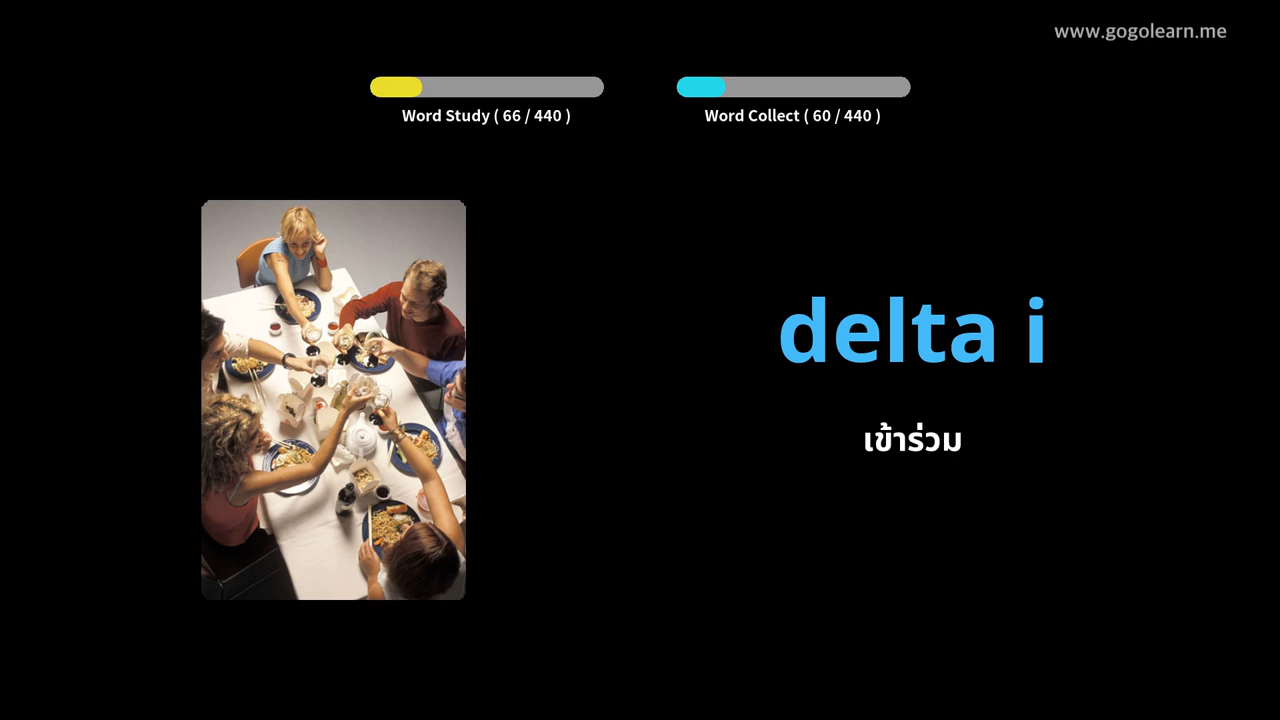 www.gogolearn.me
Word Study ( 66 / 440 )
Word Collect ( 60 / 440 )
delta i
เข้าร่วม